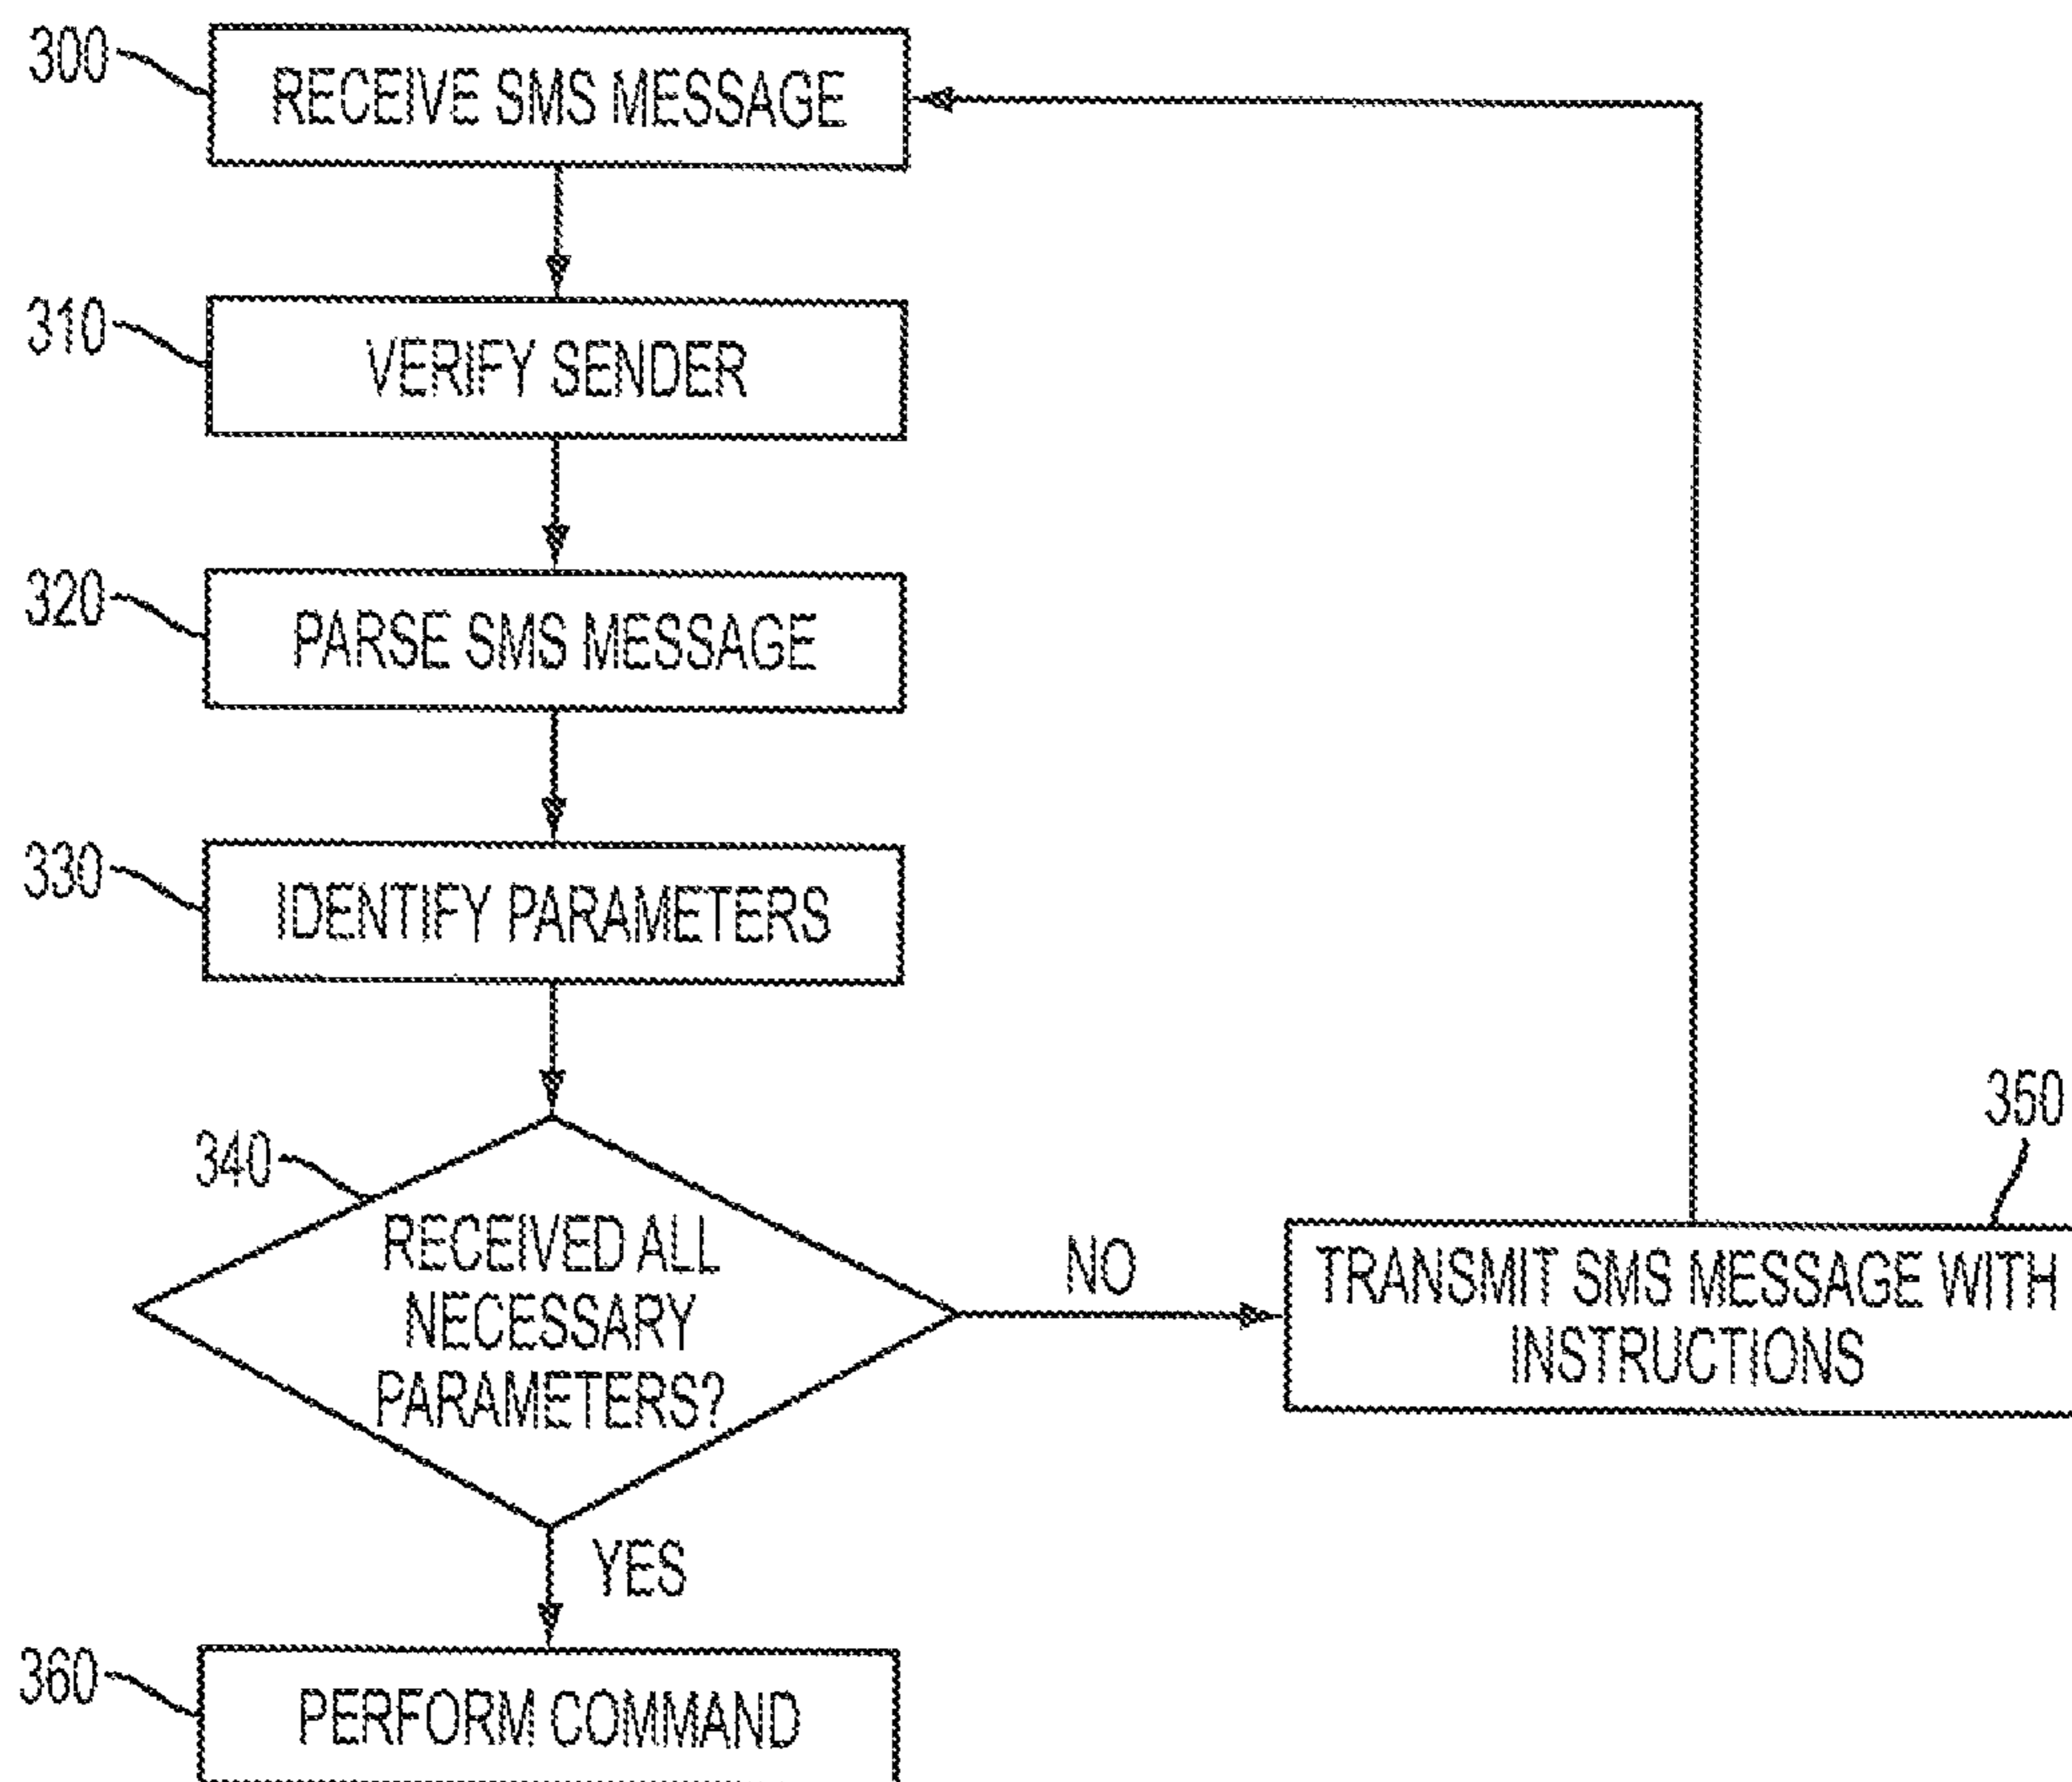 300
RECEIVE SMS MESSAGE
310
VERIFY SENDER
320
PARSE SMS MESSAGE
330
IDENTIFY PARAMETERS
340
RECEIVED ALL
NECESSARY
PARAMETERS?
NO
350
TRANSMIT SMS MESSAGE WITH
INSTRUCTIONS
YES
360
PERFORM COMMAND